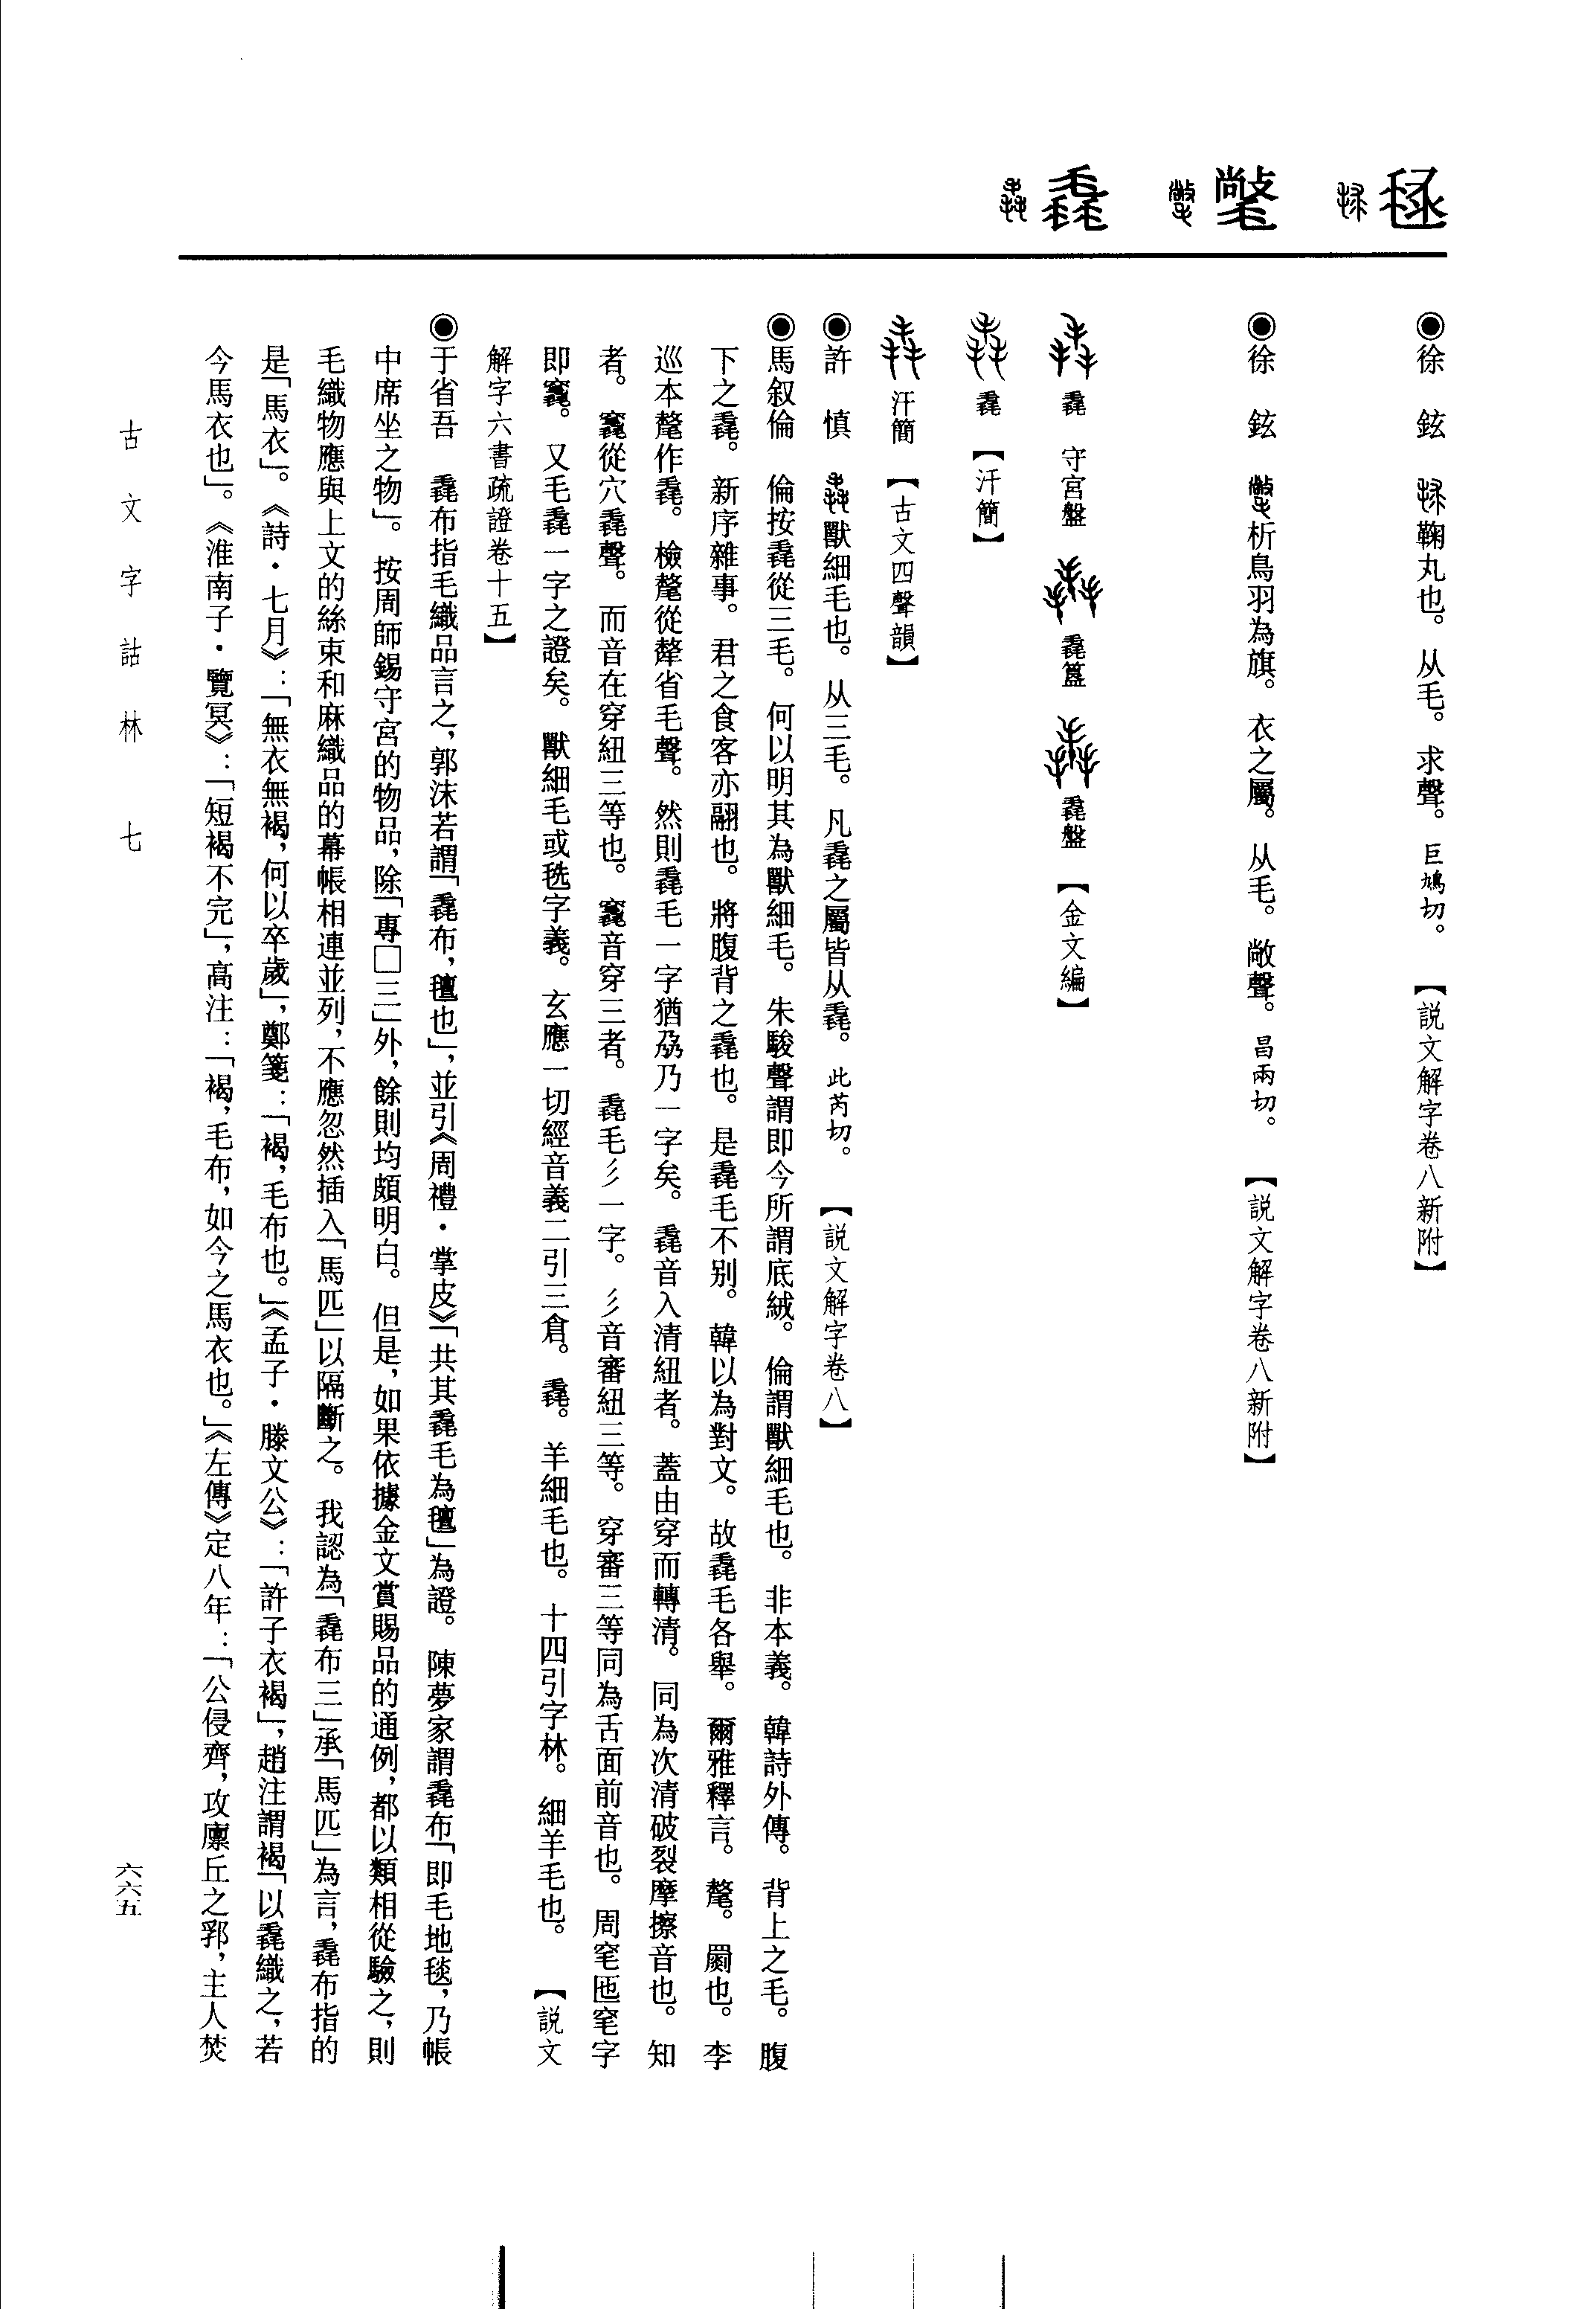 毬
氅
毳
◉徐　鉉　鞠丸也。从毛。求聲。巨鳩切。【説文解字卷八新附】
◉徐　鉉　析鳥羽為旗。衣之屬。从毛。敞聲。昌兩切。【説文解字卷八新附】
毳　守宮盤　毳簋　毳盤【金文編】
毳【汗簡】
汗簡【古文四聲韻】
◉許　慎　獸細毛也。从三毛。凡毳之屬皆从毳。此芮切。【説文解字卷八】
◉馬叙倫　倫按毳從三毛。何以明其為獸細毛。朱駿聲謂即今所謂底絨。倫謂獸細毛也。非本義。韓詩外傳。背上之毛。腹
下之毳。新序雜事。君之食客亦翮也。將腹背之毳也。是毳毛不别。韓以為對文。故毳毛各舉。爾雅釋言。氂。罽也。李
巡本氂作毳。檢氂從犛省毛聲。然則毳毛一字猶孨乃一字矣。毳音入清紐者。蓋由穿而轉清。同為次清破裂摩擦音也。知
者。竁從穴毳聲。而音在穿紐三等也。竁音穿三者。毳毛彡一字。彡音審紐三等。穿審三等同為舌面前音也。周窀匜窀字
即竁。又毛毳一字之證矣。獸細毛或毨字義。玄應一切經音義二引三倉。毳。羊細毛也。十四引字林。細羊毛也。【説文
解字六書疏證卷十五】
◉于省吾　毳布指毛織品言之，郭沫若謂「毳布，氈也」，並引《周禮·掌皮》「共其毳毛為氈」為證。陳夢家謂毳布「即毛地毯，乃帳
中席坐之物」。按周師錫守宮的物品，除「專□三」外，餘則均頗明白。但是，如果依據金文賞賜品的通例，都以類相從驗之，則
毛織物應與上文的絲束和麻織品的幕帳相連並列，不應忽然插入「馬匹」以隔斷之。我認為「毳布三」承「馬匹」為言，毳布指的
是「馬衣」。《詩·七月》：「無衣無褐，何以卒歲」，鄭箋：「褐，毛布也。」《孟子·滕文公》：「許子衣褐」，趙注謂褐「以毳織之，若
今馬衣也」。《淮南子·覽冥》：「短褐不完」，高注：「褐，毛布，如今之馬衣也。」《左傳》定八年：「公侵齊，攻廩丘之郛，主人焚
古文字詁林　七
六六五